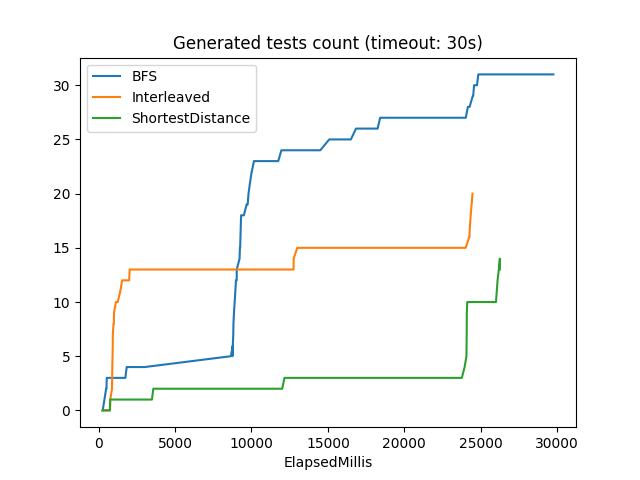 Generated tests count (timeout: 30s)
BFS
Interleaved
ShortestDistance
30
25
20
15
10
5
0
0 5000 10000 15000 20000 25000 30000
ElapsedMillis